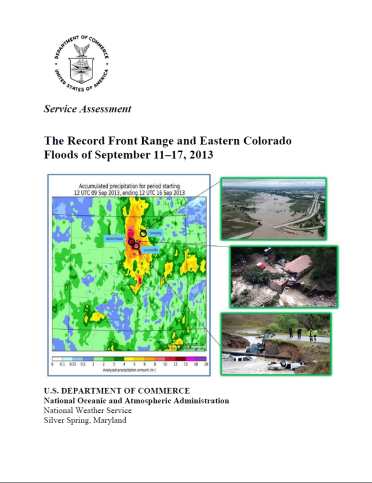 DEPARTMENT OF COMMERCE
UNITED STATES OF AMERICA
Service Assessment
The Record Front Range and Eastern Colorado
Floods of September 11–17, 2013
Accumulated precipitation for period starting
12 UTC 09 Sep 2013, ending 12 UTC 16 Sep 2013
Analyzed precipitation amount (in.)
U.S. DEPARTMENT OF COMMERCE
National Oceanic and Atmospheric Administration
National Weather Service
Silver Spring, Maryland